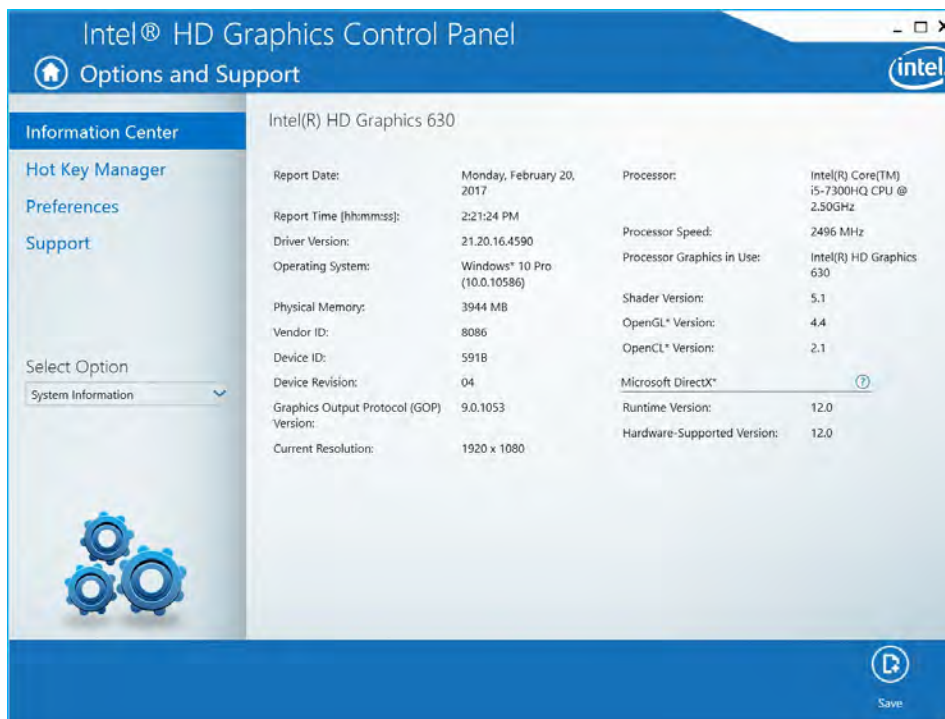 Intel® HD Graphics Control Panel
Options and Support
intel
Information Center
Hot Key Manager
Preferences
Support
Select Option
System Information
Intel(R) HD Graphics 630
Report Date: Monday, February 20,
2017
Report Time [hh:mm:ss]: 2:21:24 PM
Driver Version: 21.20.16.4590
Operating System: Windows* 10 Pro
(10.0.10586)
Physical Memory: 3944 MB
Vendor ID: 8086
Device ID: 591B
Device Revision: 04
Graphics Output Protocol (GOP) 9.0.1053
Version:
Current Resolution: 1920 x 1080
Processor: Intel(R) Core(TM)
i5-7300HQ CPU @
2.50GHz
Processor Speed: 2496 MHz
Processor Graphics in Use: Intel(R) HD Graphics
630
Shader Version: 5.1
OpenGL* Version: 4.4
OpenCL* Version: 2.1
Microsoft DirectX* ?
Runtime Version: 12.0
Hardware-Supported Version: 12.0
Save